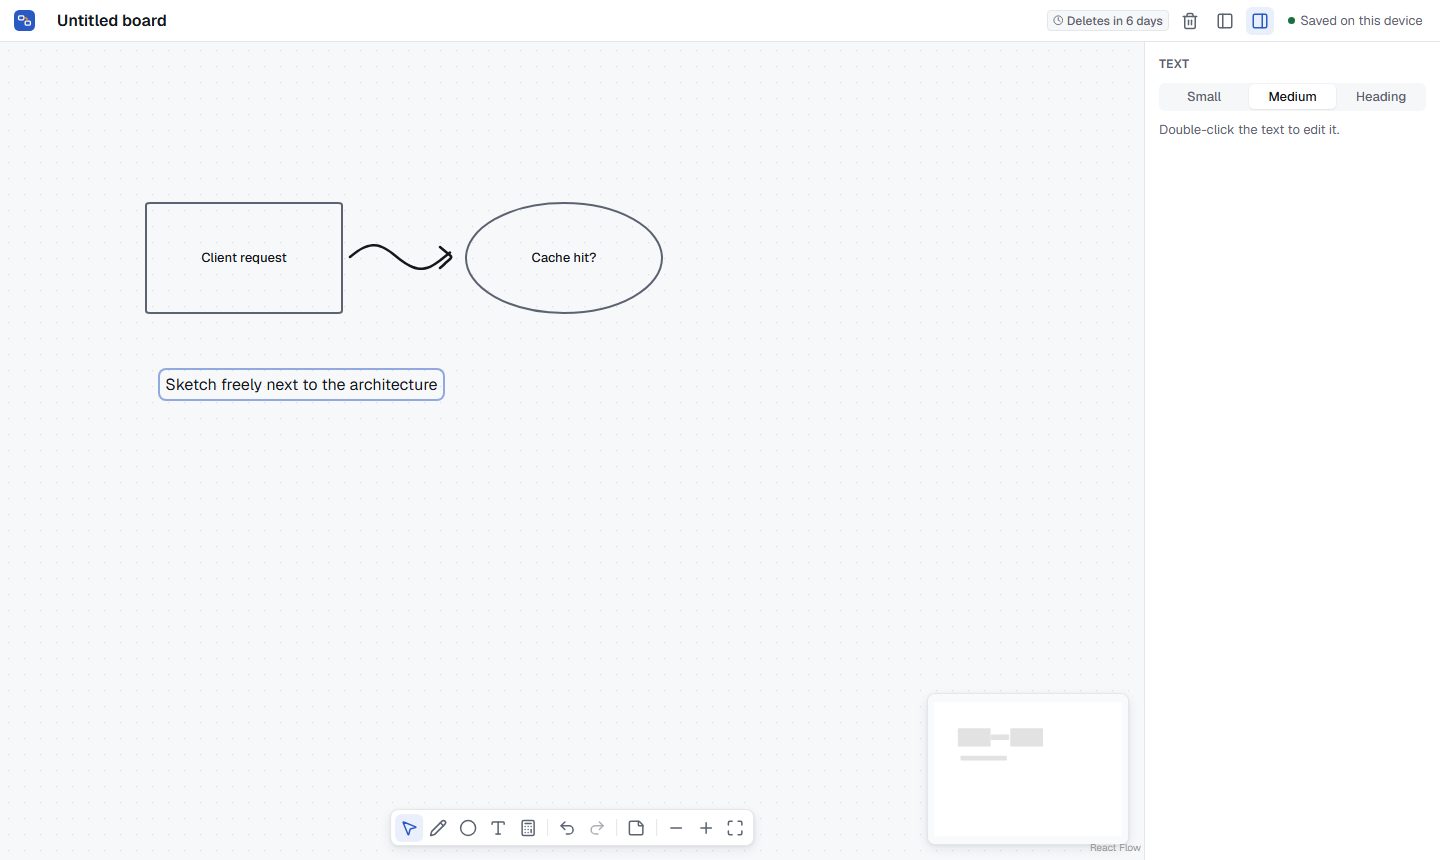 Untitled board
Deletes in 6 days
Saved on this device
TEXT
Small Medium Heading
Double-click the text to edit it.
Client request
Cache hit?
Sketch freely next to the architecture
React Flow